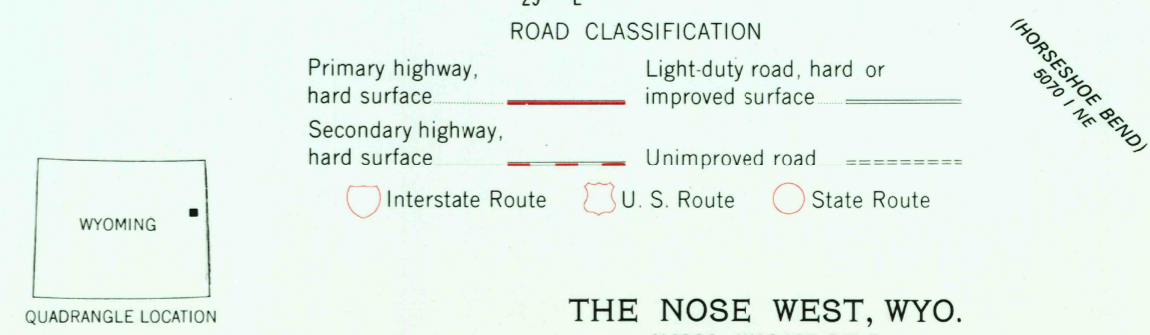 ROAD CLASSIFICATION
Primary highway,
hard surface
Light-duty road, hard or
improved surface
Secondary highway,
hard surface
Unimproved road
Interstate Route
U. S. Route
State Route
(HORSESHOE BEND)
5070 I NE
WYOMING
QUADRANGLE LOCATION
THE NOSE WEST, WYO.